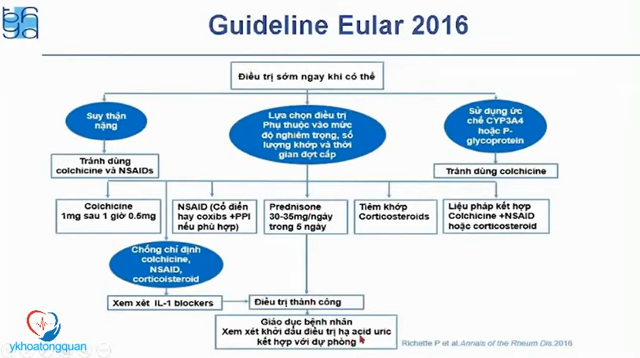 Guideline Eular 2016
Điều trị sớm ngay khi có thể
Suy thận
nặng
Lựa chọn điều trị
Phụ thuộc vào mức
độ nghiêm trọng, số
lượng khớp và thời
gian đợt cấp
Sử dụng ức
chế CYP3A4
hoặc P-
glycoprotein
Tránh dùng
colchicine và NSAIDs
Tránh dùng colchicine
Colchicine
1mg sau 1 giờ 0.5mg
NSAID (Cổ điển
hay coxibs +PPI
nếu phù hợp)
Prednisone
30-35mg/ngày
trong 5 ngày
Tiêm khớp
Corticosteroids
Liệu pháp kết hợp
Colchicine +NSAID
hoặc corticosteroid
Chống chỉ định
colchicine,
NSAID,
corticoisteroid
Xem xét IL-1 blockers
Điều trị thành công
Giáo dục bệnh nhân
Xem xét khởi đầu điều trị hạ acid uric
kết hợp với dự phòng
Richette P et al.Annals of the Rheum Dis.2016
ykhoatongquan